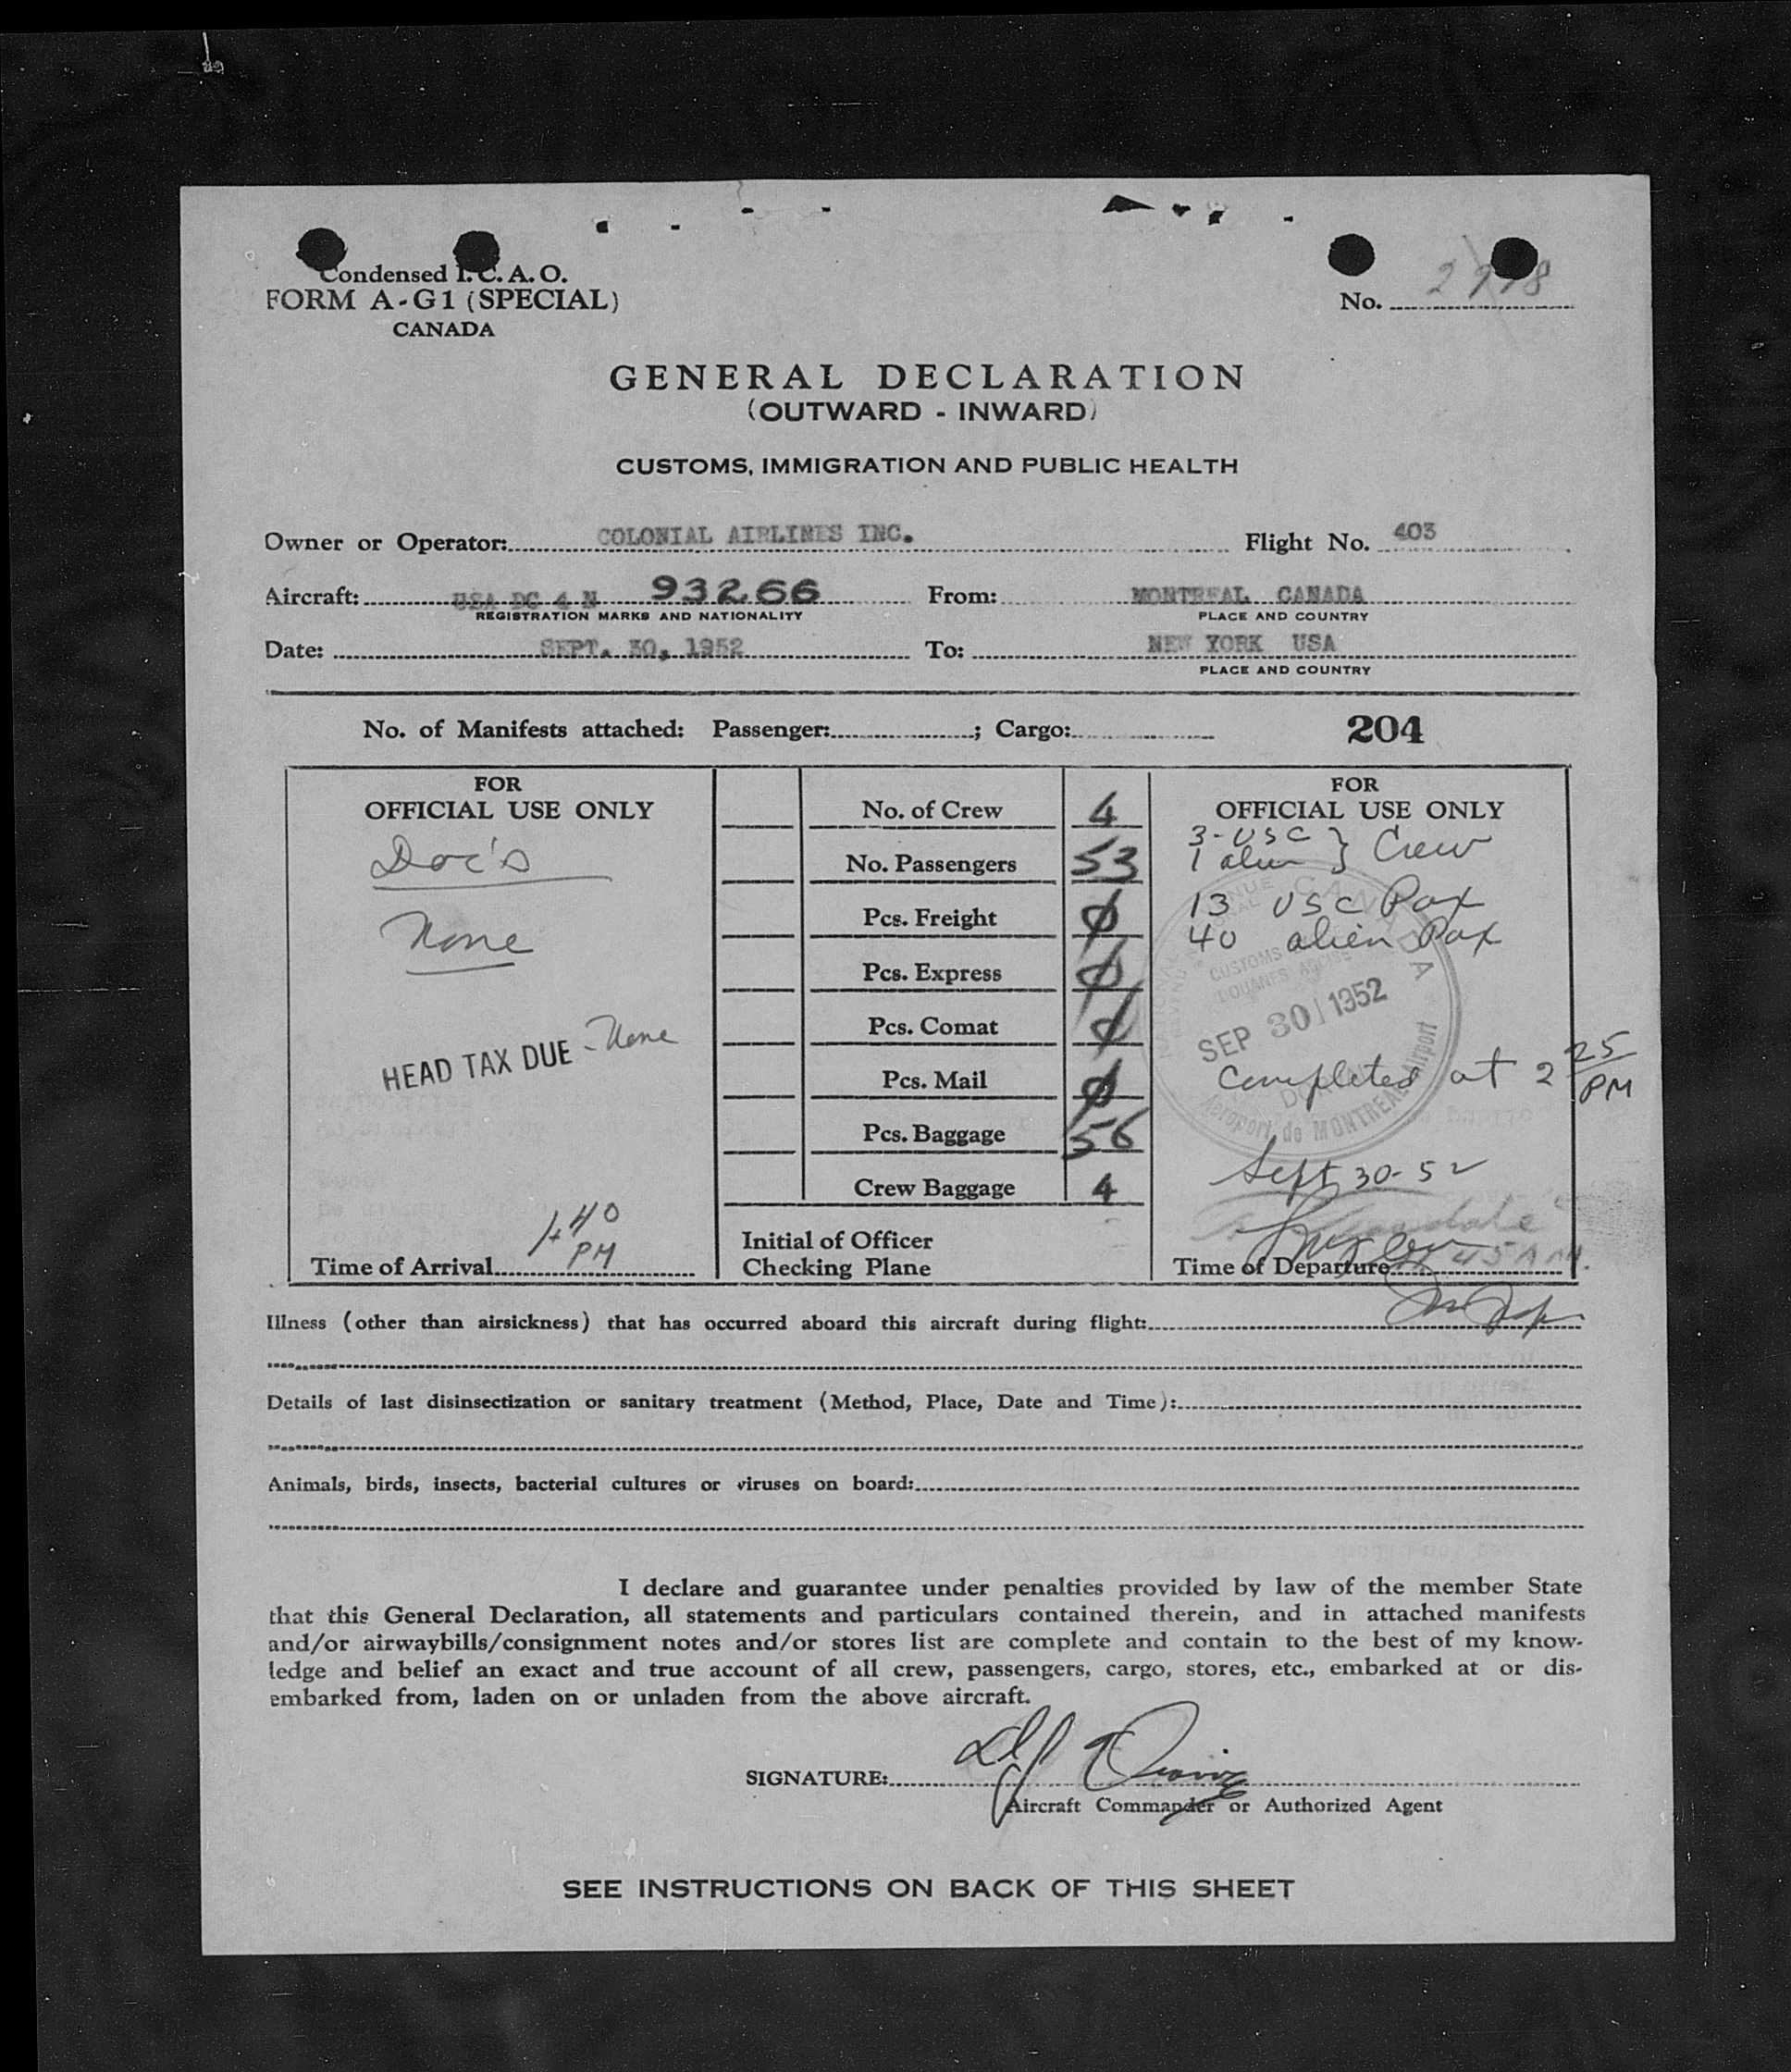 Condensed I.C.A.O.
FORM A-G1 (SPECIAL)
CANADA
No.
GENERAL DECLARATION
(OUTWARD - INWARD)
CUSTOMS, IMMIGRATION AND PUBLIC HEALTH
Owner or Operator: COLONIAL AIRLINES INC. Flight No. 403
Aircraft: USA DC 4 N 93266 From: MONTREAL CANADA
REGISTRATION MARKS AND NATIONALITY PLACE AND COUNTRY
Date: SEPT. 30, 1952 To: NEW YORK USA
PLACE AND COUNTRY
No. of Manifests attached: Passenger: ; Cargo: 204
FOR
OFFICIAL USE ONLY
Doc's
None
HEAD TAX DUE - None
Time of Arrival 1 40 PM
No. of Crew 4
No. Passengers 53
Pcs. Freight ∅
Pcs. Express ∅
Pcs. Comat ∅
Pcs. Mail ∅
Pcs. Baggage 56
Crew Baggage 4
Initial of Officer
Checking Plane
FOR
OFFICIAL USE ONLY
3-USC } Crew
1 alien
13 USC Pax
40 alien Pax
CANADA
CUSTOMS
DOUANES
SEP 30 1952
Aeroport de MONTREAL Airport
Completed at 2 25 PM
Sept 30-52
Time of Departure
Illness (other than airsickness) that has occurred aboard this aircraft during flight:
Details of last disinsectization or sanitary treatment (Method, Place, Date and Time):
Animals, birds, insects, bacterial cultures or viruses on board:
I declare and guarantee under penalties provided by law of the member State
that this General Declaration, all statements and particulars contained therein, and in attached manifests
and/or airwaybills/consignment notes and/or stores list are complete and contain to the best of my know-
ledge and belief an exact and true account of all crew, passengers, cargo, stores, etc., embarked at or dis-
embarked from, laden on or unladen from the above aircraft.
SIGNATURE:
Aircraft Commander or Authorized Agent
SEE INSTRUCTIONS ON BACK OF THIS SHEET